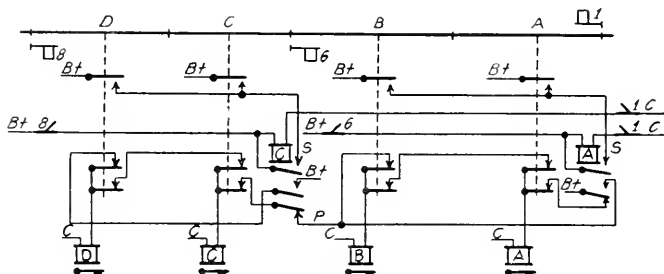 D C B A 1
8 6
B+ B+ B+ B+
1 C
B+ 8 B+ 6 1 C
C S A S
B+ B+
P
C C C C
D C B A